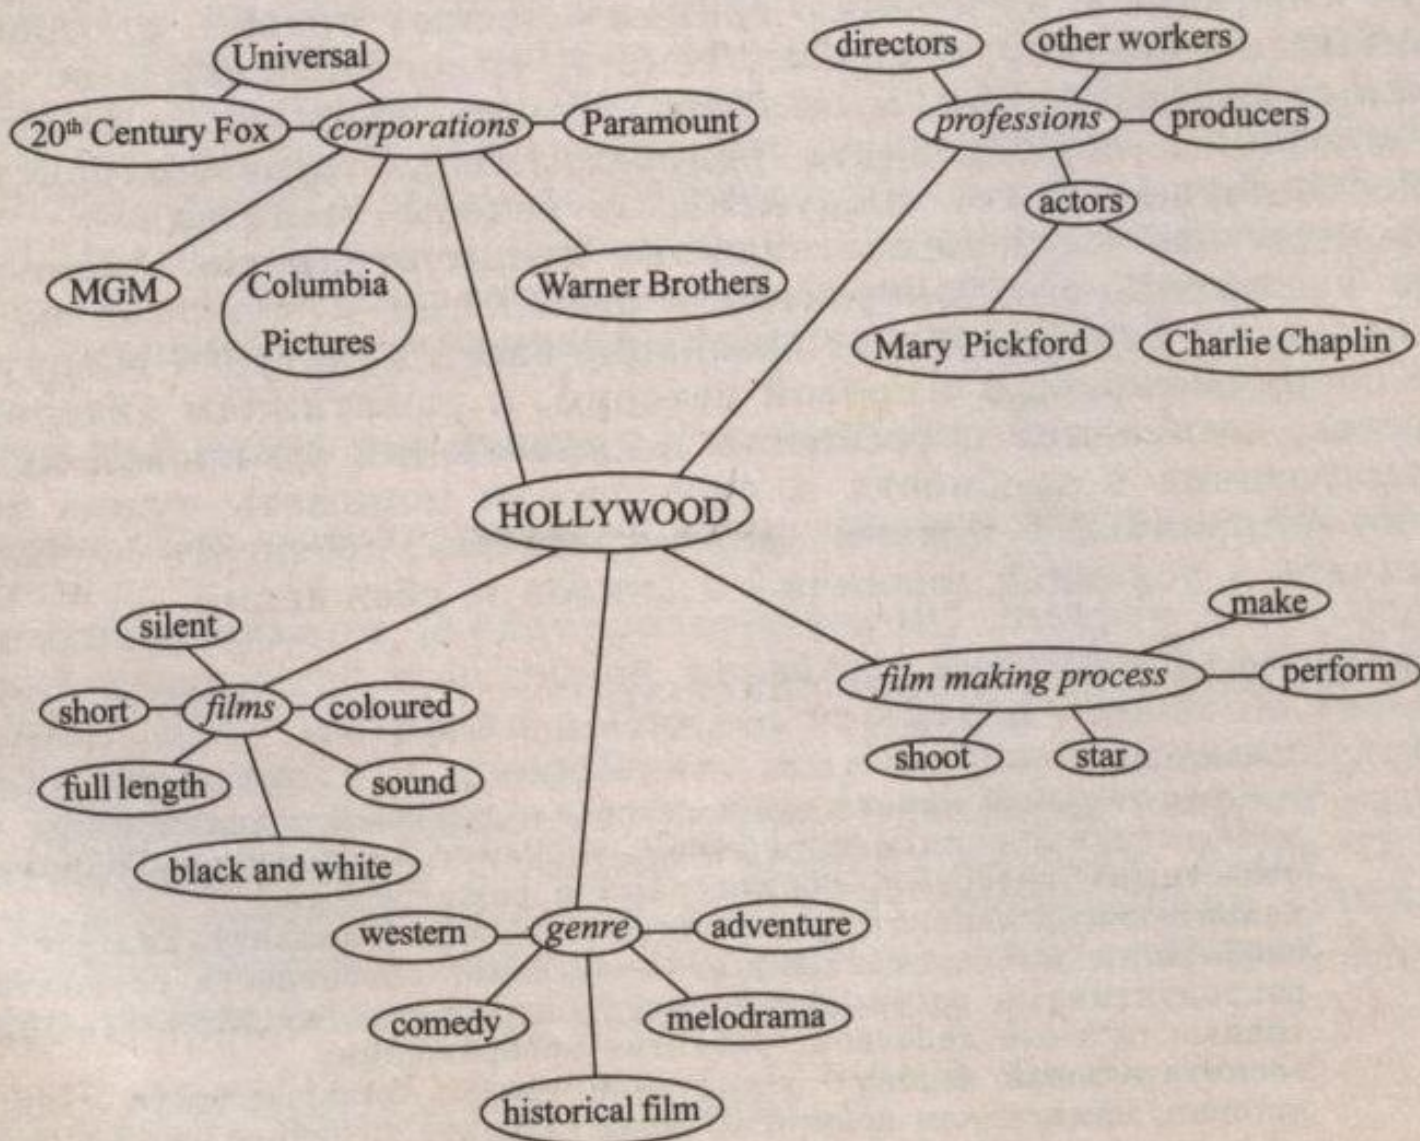 Universal
20th Century Fox
corporations
Paramount
MGM
Columbia
Pictures
Warner Brothers
directors
other workers
professions
producers
actors
Mary Pickford
Charlie Chaplin
HOLLYWOOD
silent
short
films
coloured
full length
sound
black and white
make
film making process
perform
shoot
star
western
genre
adventure
comedy
melodrama
historical film